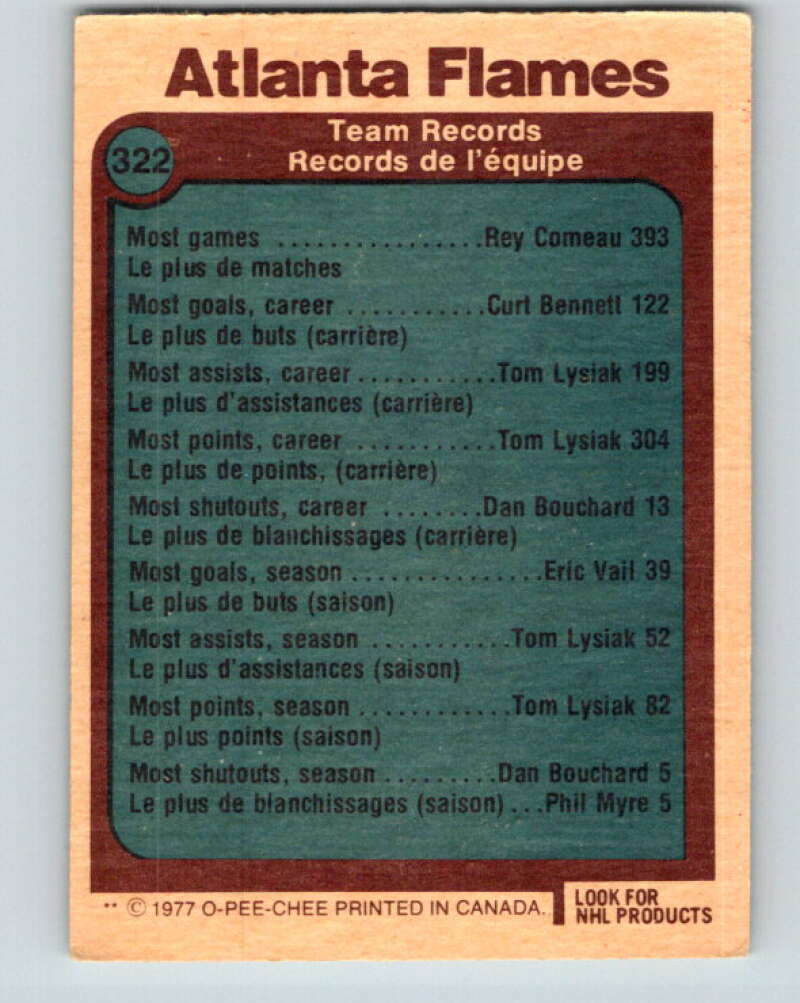 Atlanta Flames
322
Team Records
Records de l'équipe
Most games ................Rey Comeau 393
Le plus de matches
Most goals, career ...........Curt Bennett 122
Le plus de buts (carrière)
Most assists, career...........Tom Lysiak 199
Le plus d'assistances (carrière)
Most points, career ...........Tom Lysiak 304
Le plus de points, (carrière)
Most shutouts, career ........Dan Bouchard 13
Le plus de blanchissages (carrière)
Most goals, season ...............Eric Vail 39
Le plus de buts (saison)
Most assists, season ...........Tom Lysiak 52
Le plus d'assistances (saison)
Most points, season ............Tom Lysiak 82
Le plus points (saison)
Most shutouts, season .........Dan Bouchard 5
Le plus de blanchissages (saison)...Phil Myre 5
** © 1977 O-PEE-CHEE PRINTED IN CANADA.
LOOK FOR
NHL PRODUCTS